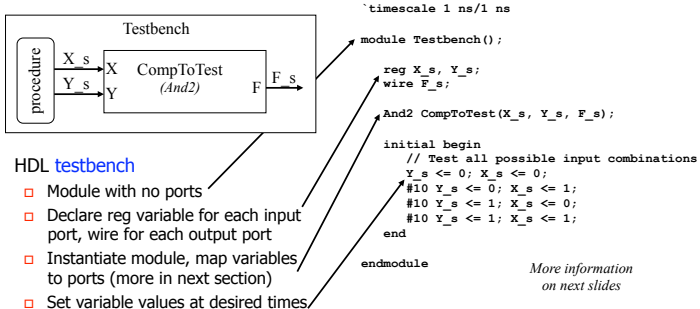 Testbench
procedure
X_s
Y_s
X
Y
CompToTest
(And2)
F
F_s
HDL testbench
Module with no ports
Declare reg variable for each input
port, wire for each output port
Instantiate module, map variables
to ports (more in next section)
Set variable values at desired times
`timescale 1 ns/1 ns
module Testbench();
reg X_s, Y_s;
wire F_s;
And2 CompToTest(X_s, Y_s, F_s);
initial begin
// Test all possible input combinations
Y_s <= 0; X_s <= 0;
#10 Y_s <= 0; X_s <= 1;
#10 Y_s <= 1; X_s <= 0;
#10 Y_s <= 1; X_s <= 1;
end
endmodule
More information
on next slides